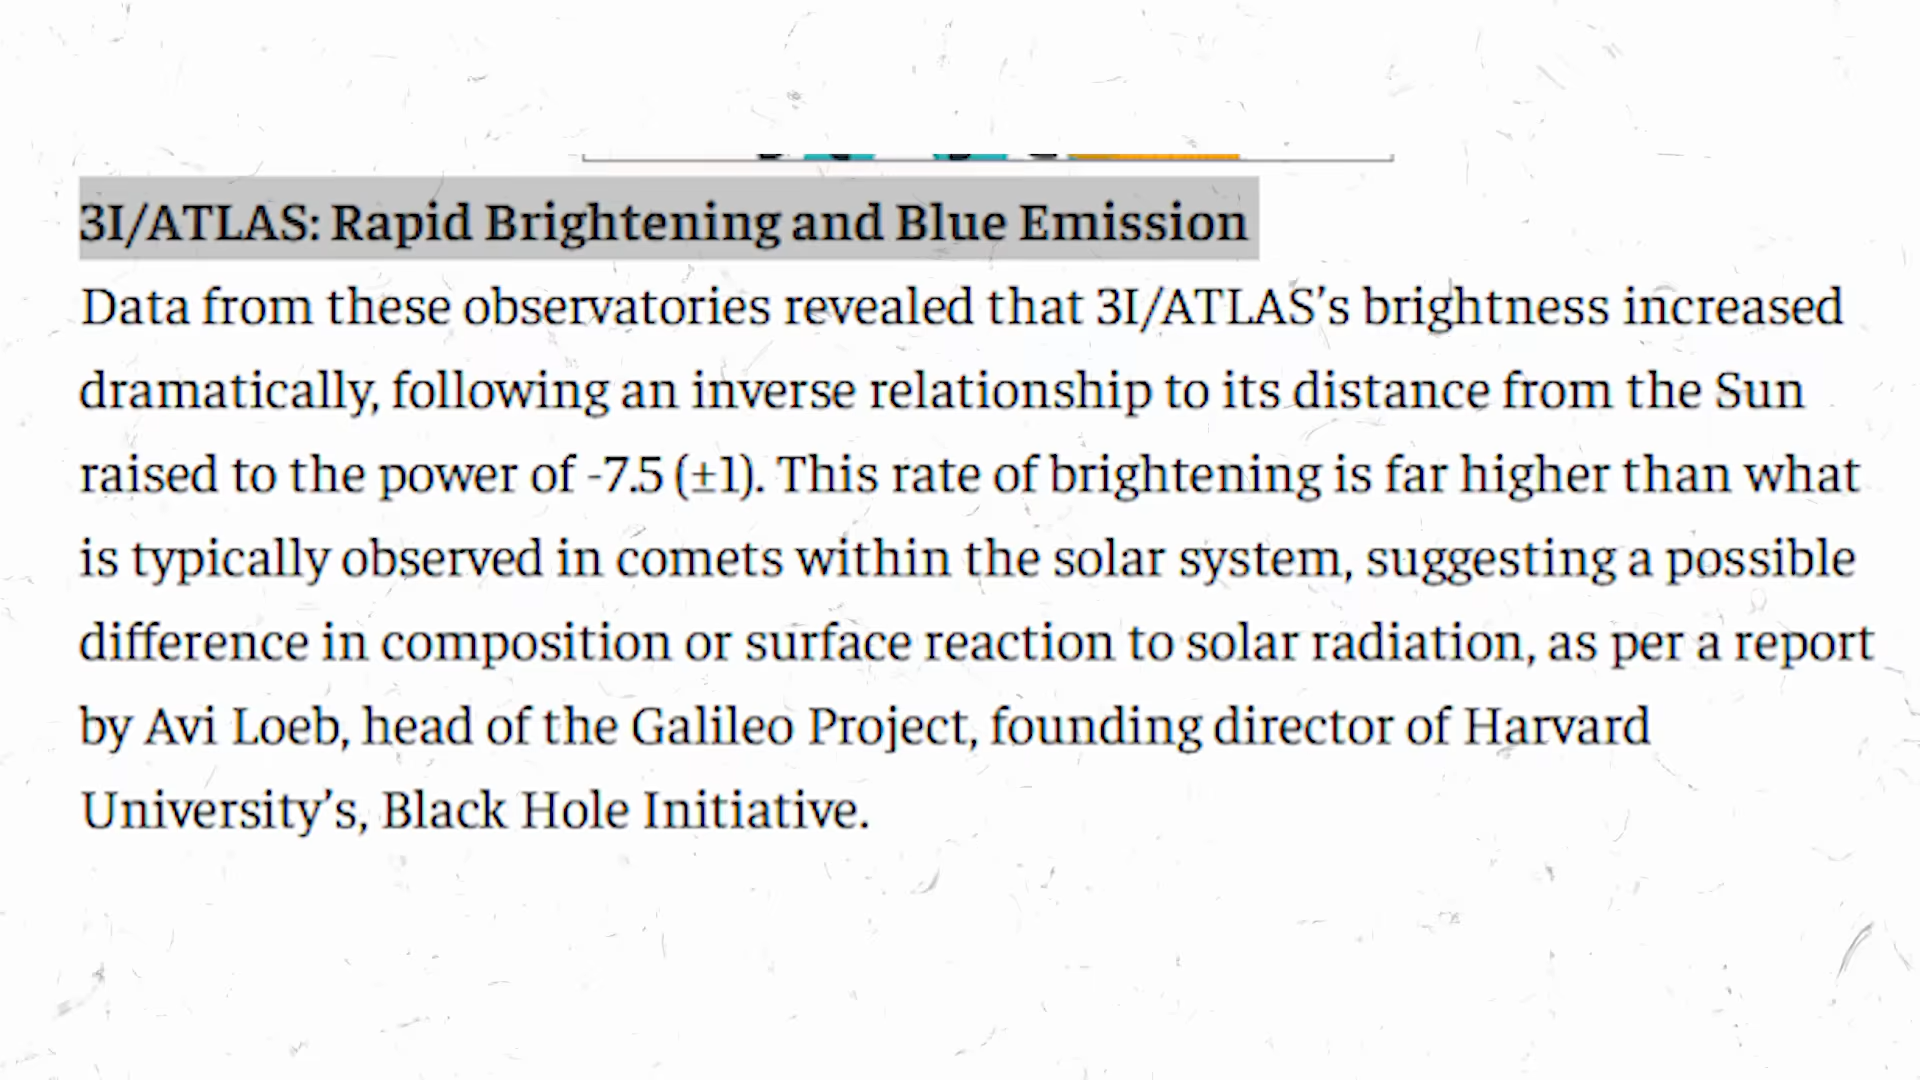 3I/ATLAS: Rapid Brightening and Blue Emission
Data from these observatories revealed that 3I/ATLAS’s brightness increased
dramatically, following an inverse relationship to its distance from the Sun
raised to the power of -7.5 (±1). This rate of brightening is far higher than what
is typically observed in comets within the solar system, suggesting a possible
difference in composition or surface reaction to solar radiation, as per a report
by Avi Loeb, head of the Galileo Project, founding director of Harvard
University’s, Black Hole Initiative.